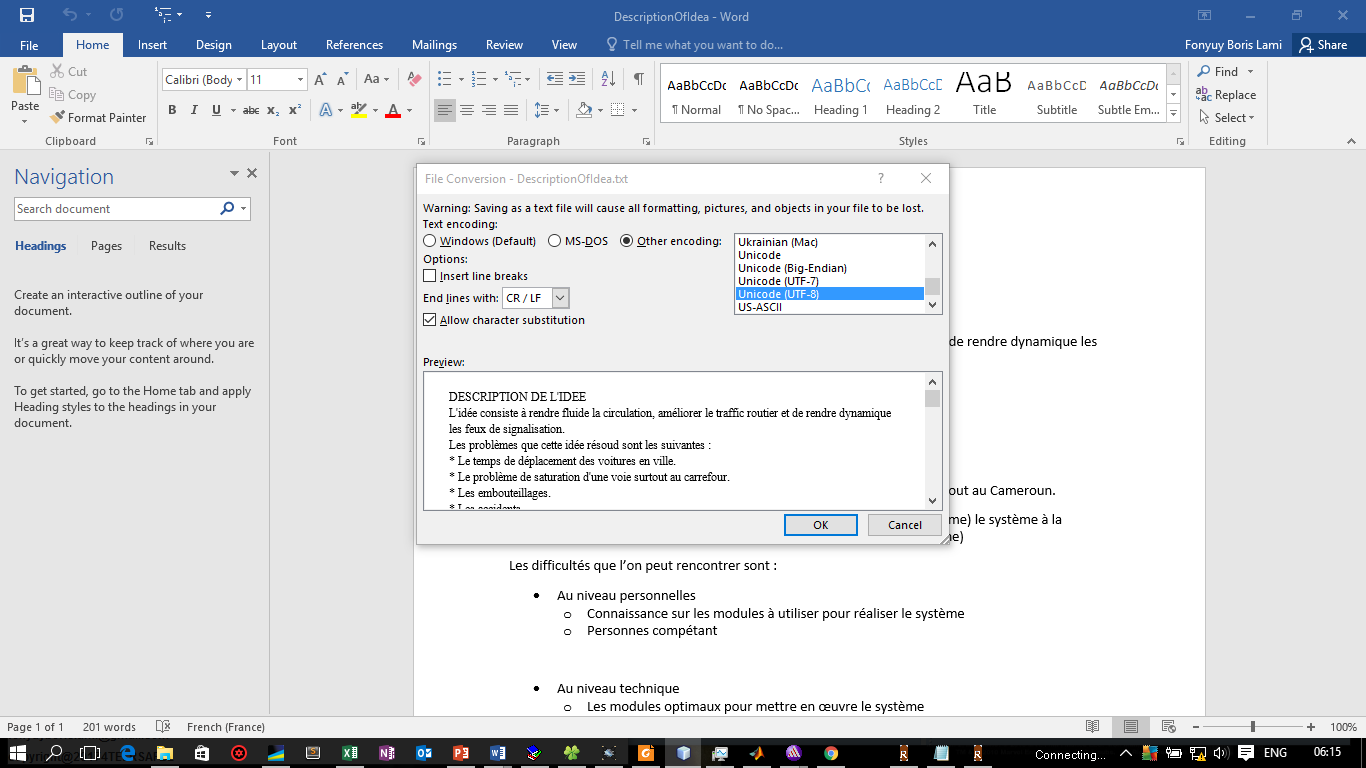 DescriptionOfIdea - Word
File
Home
Insert
Design
Layout
References
Mailings
Review
View
Tell me what you want to do...
Fonyuy Boris Lami
Share
Paste
Cut
Copy
Format Painter
Clipboard
Calibri (Body
11
Font
Paragraph
AaBbCcDc
¶ Normal
AaBbCcDc
¶ No Spac...
AaBbC
Heading 1
AaBbCcD
Heading 2
AaB
Title
AaBbCcD
Subtitle
AaBbCcDc
Subtle Em...
Styles
Find
Replace
Select
Editing
Navigation
Search document
Headings
Pages
Results
Create an interactive outline of your
document.
It's a great way to keep track of where you are
or quickly move your content around.
To get started, go to the Home tab and apply
Heading styles to the headings in your
document.
File Conversion - DescriptionOfIdea.txt
Warning: Saving as a text file will cause all formatting, pictures, and objects in your file to be lost.
Text encoding:
Windows (Default)
MS-DOS
Other encoding:
Ukrainian (Mac)
Unicode
Unicode (Big-Endian)
Unicode (UTF-7)
Unicode (UTF-8)
US-ASCII
Options:
Insert line breaks
End lines with:
CR / LF
Allow character substitution
Preview:
DESCRIPTION DE L'IDEE
L'idée consiste à rendre fluide la circulation, améliorer le traffic routier et de rendre dynamique
les feux de signalisation.
Les problèmes que cette idée résoud sont les suivantes :
* Le temps de déplacement des voitures en ville.
* Le problème de saturation d'une voie surtout au carrefour.
* Les embouteillages.
* Les accidents
OK
Cancel
de rendre dynamique les
out au Cameroun.
me) le système à la
ne)
Les difficultés que l'on peut rencontrer sont :
• Au niveau personnelles
o Connaissance sur les modules à utiliser pour réaliser le système
o Personnes compétant
• Au niveau technique
o Les modules optimaux pour mettre en œuvre le système
Page 1 of 1
201 words
French (France)
100%
Connecting...
ENG
06:15